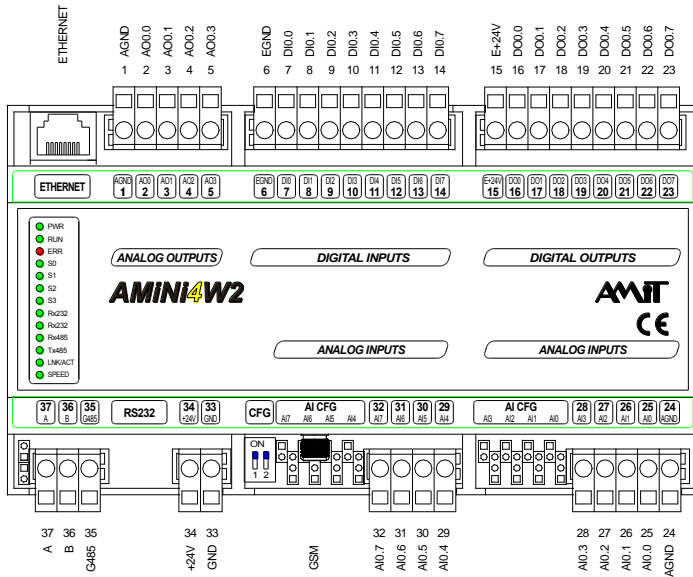 ETHERNET AGND AO0.0 AO0.1 AO0.2 AO0.3 EGND DI0.0 DI0.1 DI0.2 DI0.3 DI0.4 DI0.5 DI0.6 DI0.7 E+24V DO0.0 DO0.1 DO0.2 DO0.3 DO0.4 DO0.5 DO0.6 DO0.7
1 2 3 4 5 6 7 8 9 10 11 12 13 14 15 16 17 18 19 20 21 22 23
AGND AO0 AO1 AO2 AO3 EGND DI0 DI1 DI2 DI3 DI4 DI5 DI6 DI7 E+24V DO0 DO1 DO2 DO3 DO4 DO5 DO6 DO7
ETHERNET 1 2 3 4 5 6 7 8 9 10 11 12 13 14 15 16 17 18 19 20 21 22 23
PWR
RUN
ERR
S0
S1
S2
S3
Rx232
Rx232
Rx485
Tx485
LNK/ACT
SPEED
ANALOG OUTPUTS DIGITAL INPUTS DIGITAL OUTPUTS
AMiNi4W2 AMiT
CE
ANALOG INPUTS ANALOG INPUTS
37 36 35 RS232 34 33 CFG AI CFG 32 31 30 29 AI CFG 28 27 26 25 24
A B G485 +24V GND AI7 AI6 AI5 AI4 AI7 AI6 AI5 AI4 AI3 AI2 AI1 AI0 AI3 AI2 AI1 AI0 AGND
ON
1 2
37 36 35 34 33 32 31 30 29 28 27 26 25 24
A B G485 +24V GND GSM AI0.7 AI0.6 AI0.5 AI0.4 AI0.3 AI0.2 AI0.1 AI0.0 AGND